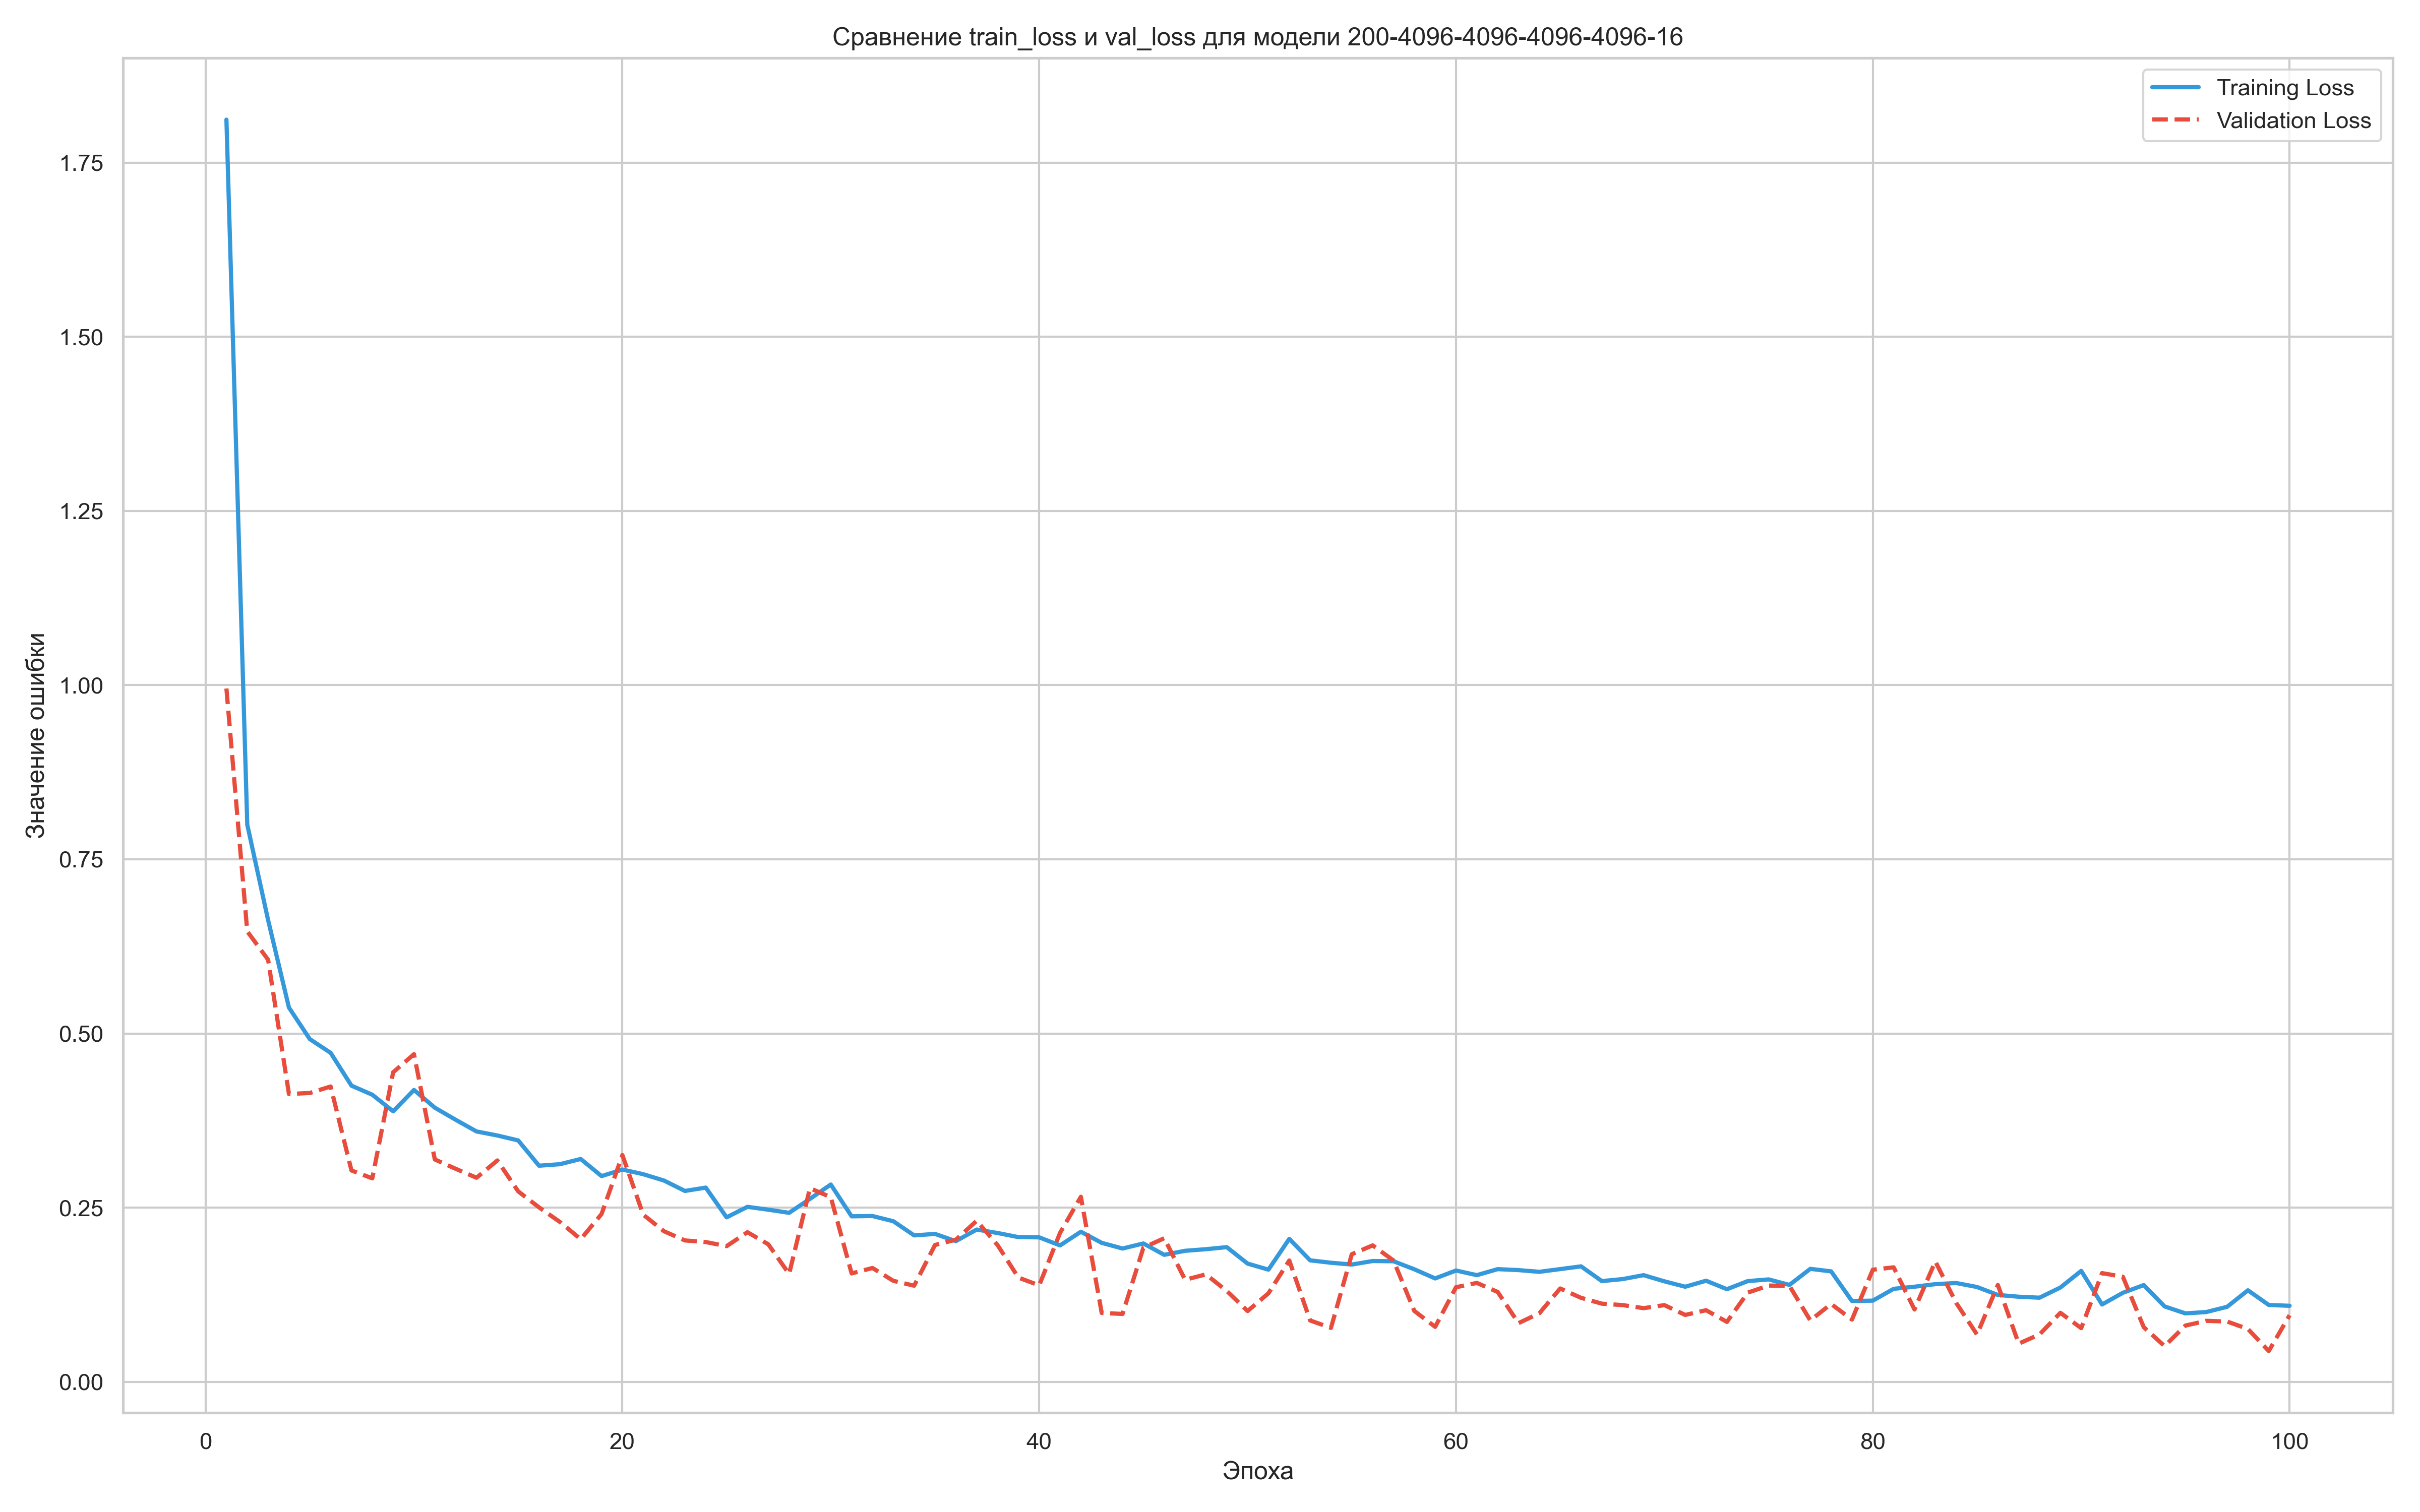 Сравнение train_loss и val_loss для модели 200-4096-4096-4096-4096-16
Training Loss
Validation Loss
Значение ошибки
1.75
1.50
1.25
1.00
0.75
0.50
0.25
0.00
0 20 40 60 80 100
Эпоха